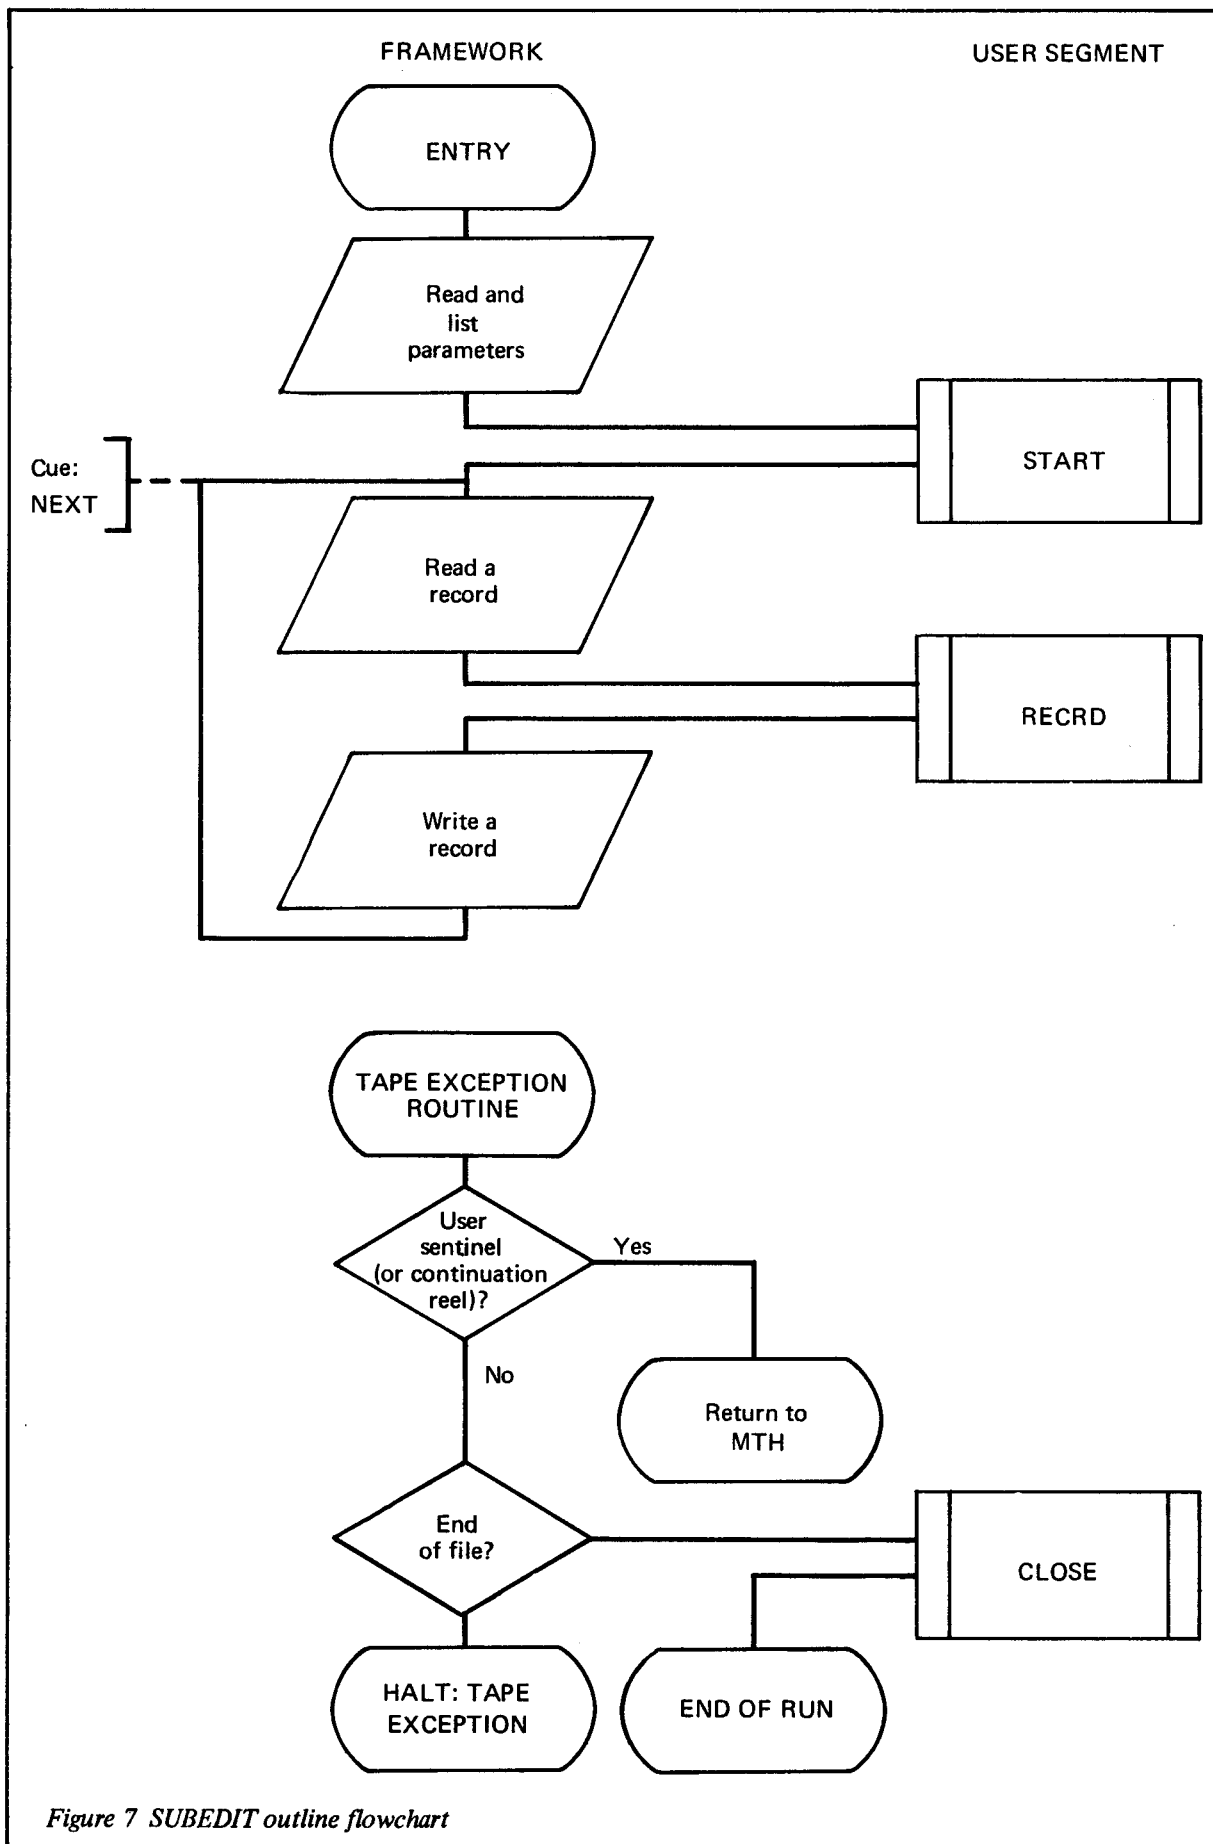 FRAMEWORK
USER SEGMENT
ENTRY
Read and
list
parameters
START
Cue:
NEXT
Read a
record
RECRD
Write a
record
TAPE EXCEPTION
ROUTINE
User
sentinel
(or continuation
reel)?
Yes
No
Return to
MTH
End
of file?
CLOSE
HALT: TAPE
EXCEPTION
END OF RUN
Figure 7 SUBEDIT outline flowchart